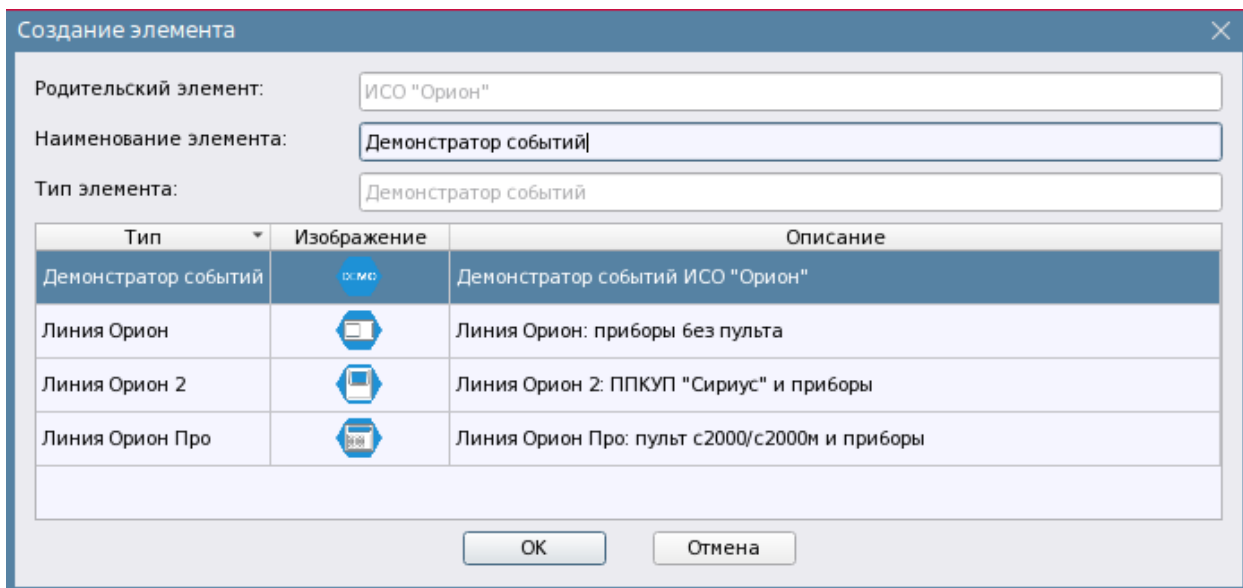 Создание элемента
Родительский элемент: ИСО "Орион"
Наименование элемента: Демонстратор событий
Тип элемента: Демонстратор событий
Тип Изображение Описание
Демонстратор событий DEMO Демонстратор событий ИСО "Орион"
Линия Орион Линия Орион: приборы без пульта
Линия Орион 2 Линия Орион 2: ППКУП "Сириус" и приборы
Линия Орион Про Линия Орион Про: пульт с2000/с2000м и приборы
OK Отмена